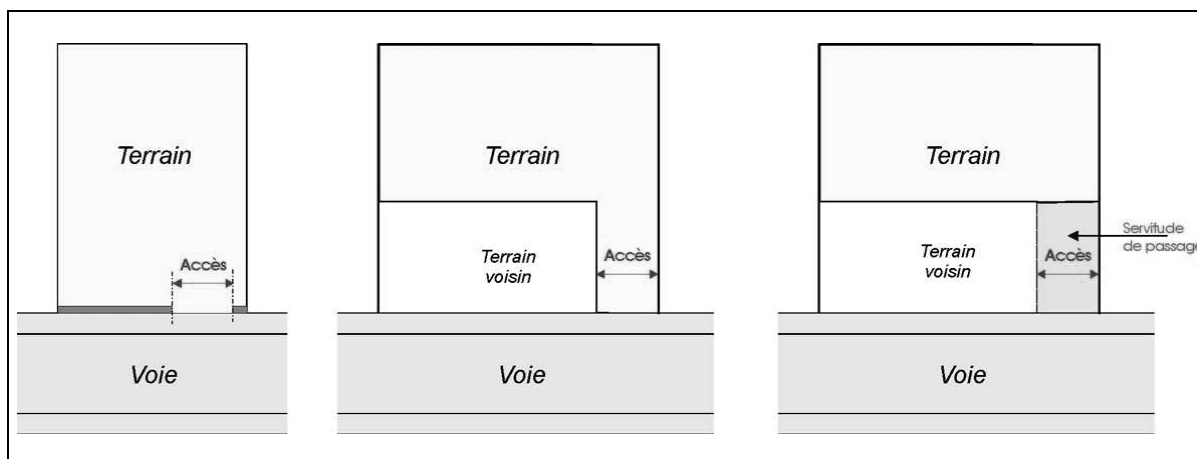 Terrain
Accès
Voie
Terrain
Terrain
voisin
Accès
Voie
Terrain
Terrain
voisin
Accès
Servitude
de passage
Voie